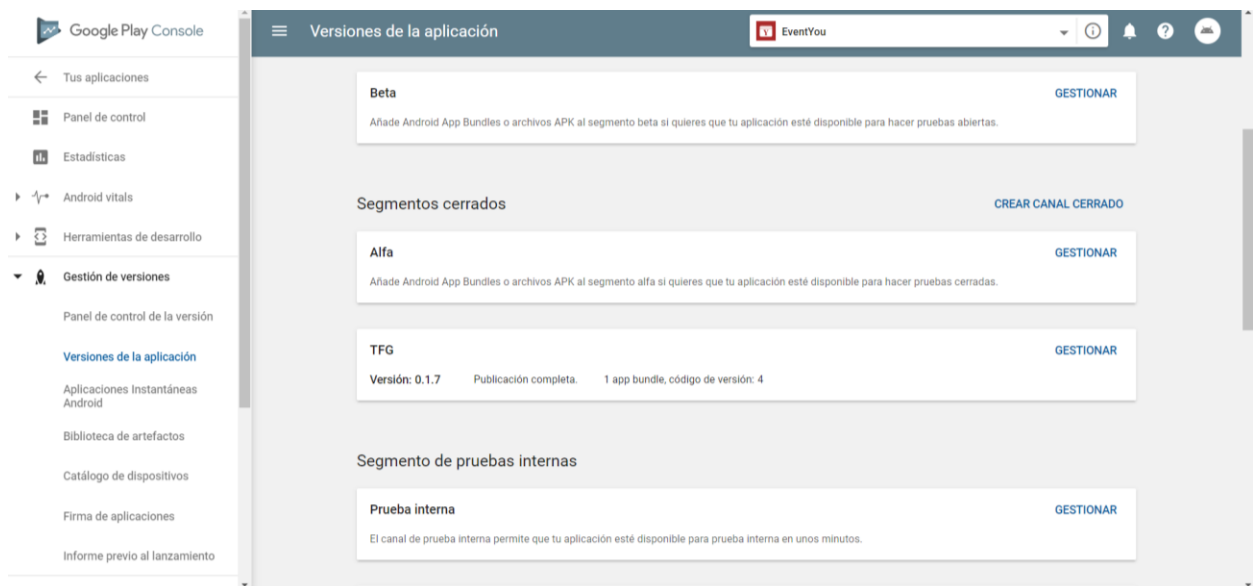 Google Play Console
Tus aplicaciones
Panel de control
Estadísticas
Android vitals
Herramientas de desarrollo
Gestión de versiones
Panel de control de la versión
Versiones de la aplicación
Aplicaciones Instantáneas
Android
Biblioteca de artefactos
Catálogo de dispositivos
Firma de aplicaciones
Informe previo al lanzamiento
Versiones de la aplicación
EventYou
Beta
GESTIONAR
Añade Android App Bundles o archivos APK al segmento beta si quieres que tu aplicación esté disponible para hacer pruebas abiertas.
Segmentos cerrados
CREAR CANAL CERRADO
Alfa
GESTIONAR
Añade Android App Bundles o archivos APK al segmento alfa si quieres que tu aplicación esté disponible para hacer pruebas cerradas.
TFG
GESTIONAR
Versión: 0.1.7 Publicación completa. 1 app bundle, código de versión: 4
Segmento de pruebas internas
Prueba interna
GESTIONAR
El canal de prueba interna permite que tu aplicación esté disponible para prueba interna en unos minutos.